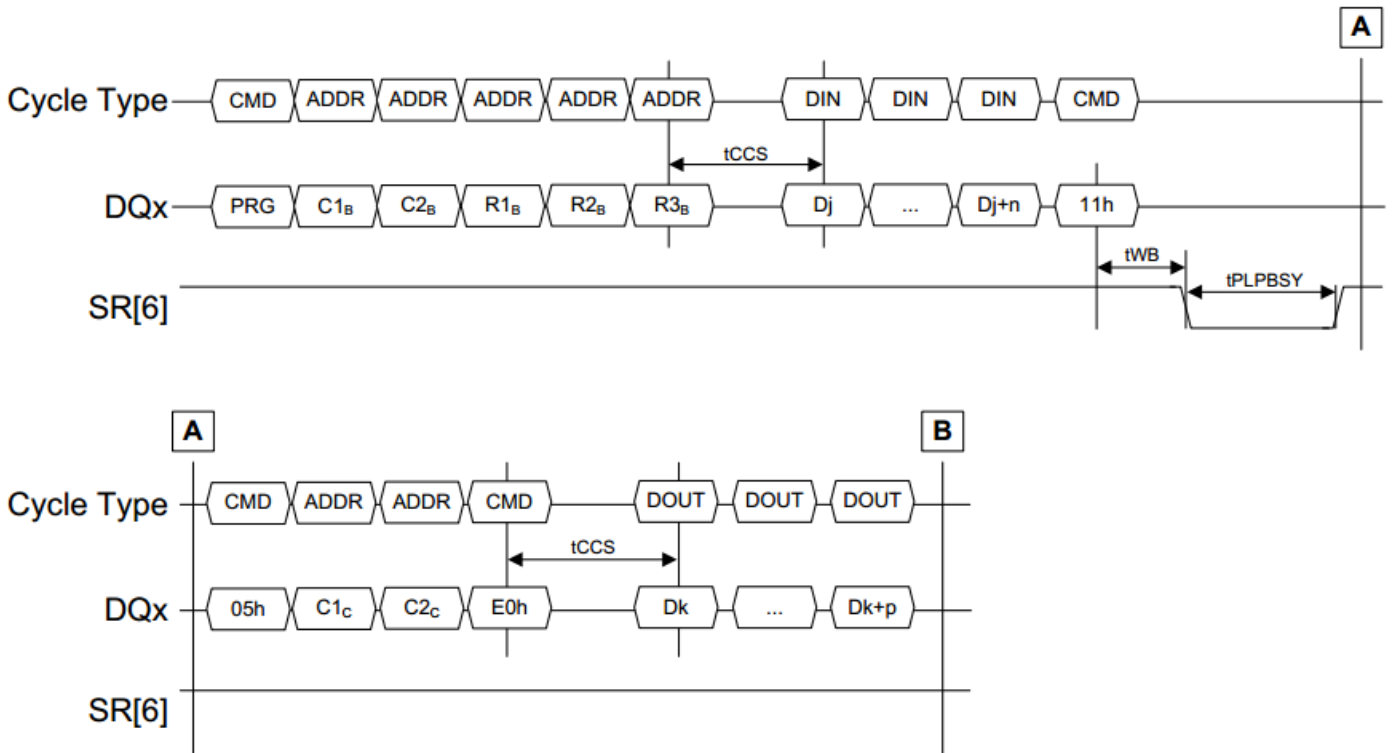 A
Cycle Type CMD ADDR ADDR ADDR ADDR ADDR DIN DIN DIN CMD
tCCS
DQx PRG C1B C2B R1B R2B R3B Dj ... Dj+n 11h
tWB
tPLPBSY
SR[6]
A B
Cycle Type CMD ADDR ADDR CMD DOUT DOUT DOUT
tCCS
DQx 05h C1C C2C E0h Dk ... Dk+p
SR[6]